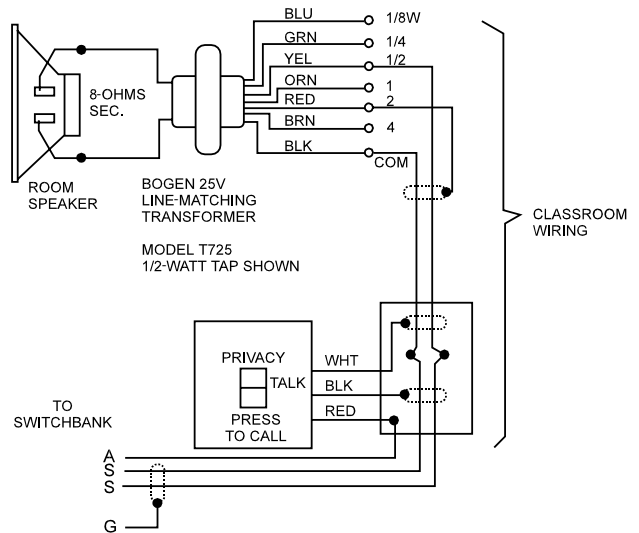 BLU 1/8W
GRN 1/4
YEL 1/2
ORN 1
RED 2
BRN 4
BLK COM
8-OHMS
SEC.
ROOM
SPEAKER
BOGEN 25V
LINE-MATCHING
TRANSFORMER
MODEL T725
1/2-WATT TAP SHOWN
CLASSROOM
WIRING
PRIVACY
TALK
PRESS
TO CALL
WHT
BLK
RED
TO
SWITCHBANK
A
S
S
G